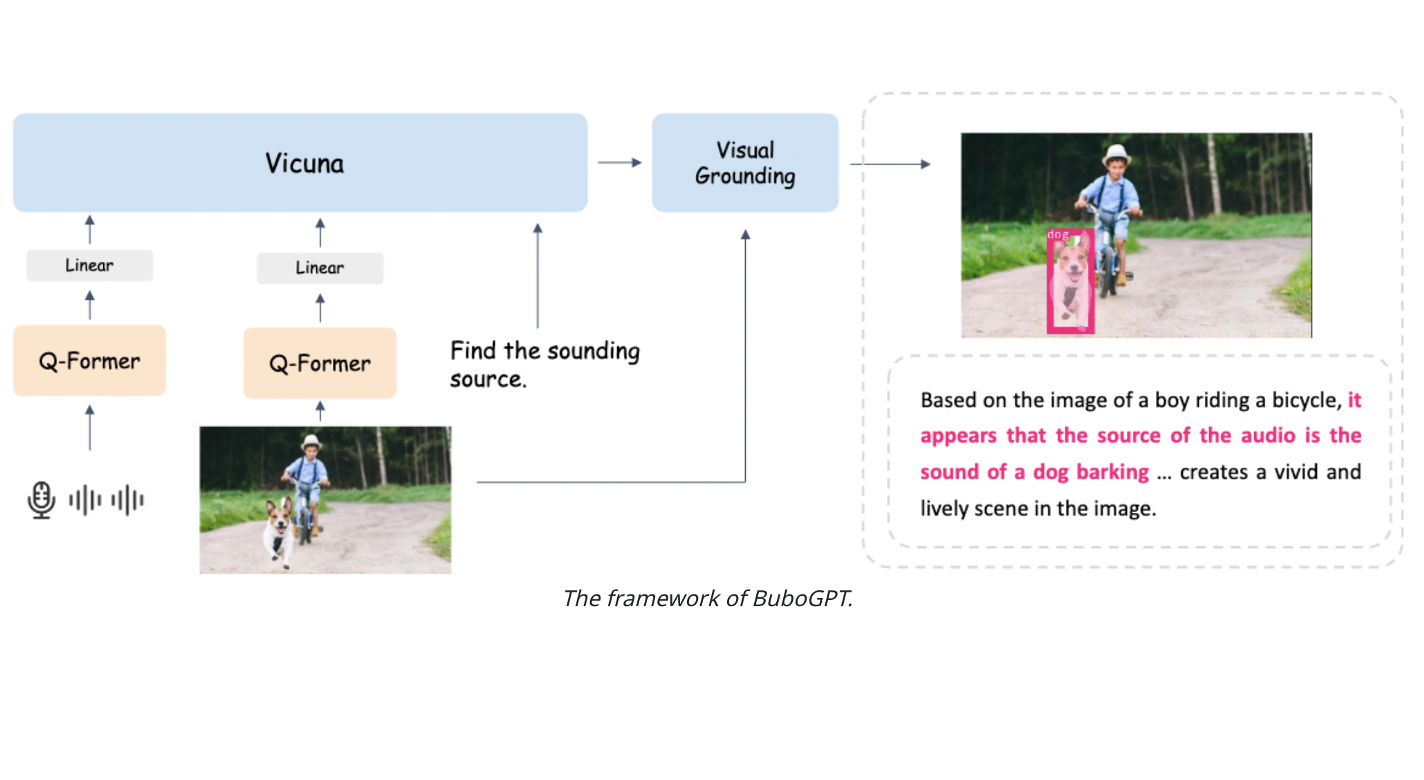 Vicuna
Visual
Grounding
Linear
Linear
Q-Former
Q-Former
Find the sounding
source.
dog
Based on the image of a boy riding a bicycle, it
appears that the source of the audio is the
sound of a dog barking ... creates a vivid and
lively scene in the image.
The framework of BuboGPT.